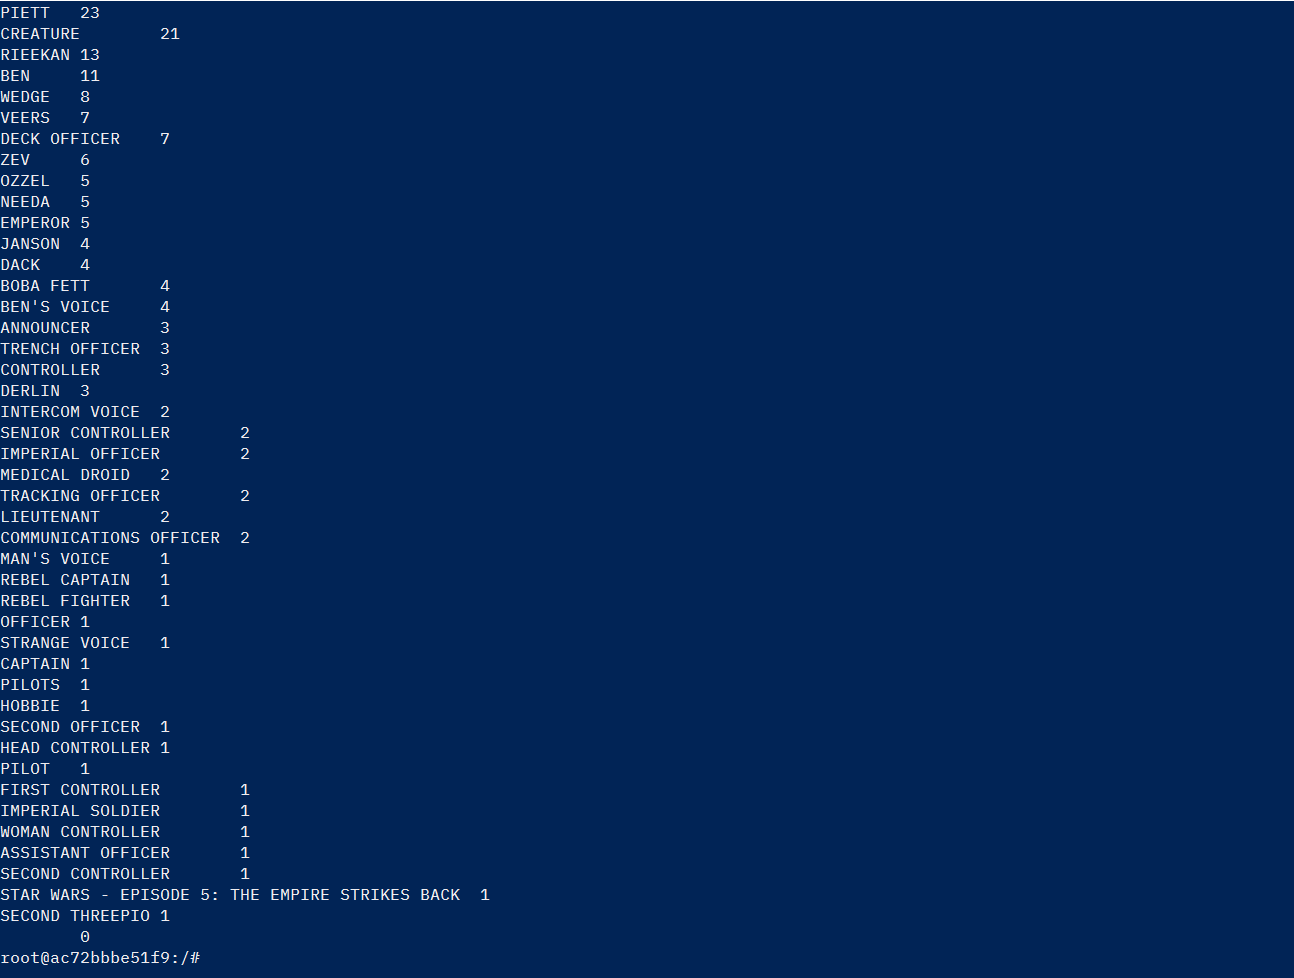 PIETT 23
CREATURE 21
RIEEKAN 13
BEN 11
WEDGE 8
VEERS 7
DECK OFFICER 7
ZEV 6
OZZEL 5
NEEDA 5
EMPEROR 5
JANSON 4
DACK 4
BOBA FETT 4
BEN'S VOICE 4
ANNOUNCER 3
TRENCH OFFICER 3
CONTROLLER 3
DERLIN 3
INTERCOM VOICE 2
SENIOR CONTROLLER 2
IMPERIAL OFFICER 2
MEDICAL DROID 2
TRACKING OFFICER 2
LIEUTENANT 2
COMMUNICATIONS OFFICER 2
MAN'S VOICE 1
REBEL CAPTAIN 1
REBEL FIGHTER 1
OFFICER 1
STRANGE VOICE 1
CAPTAIN 1
PILOTS 1
HOBBIE 1
SECOND OFFICER 1
HEAD CONTROLLER 1
PILOT 1
FIRST CONTROLLER 1
IMPERIAL SOLDIER 1
WOMAN CONTROLLER 1
ASSISTANT OFFICER 1
SECOND CONTROLLER 1
STAR WARS - EPISODE 5: THE EMPIRE STRIKES BACK 1
SECOND THREEPIO 1
0
root@ac72bbbe51f9:/#